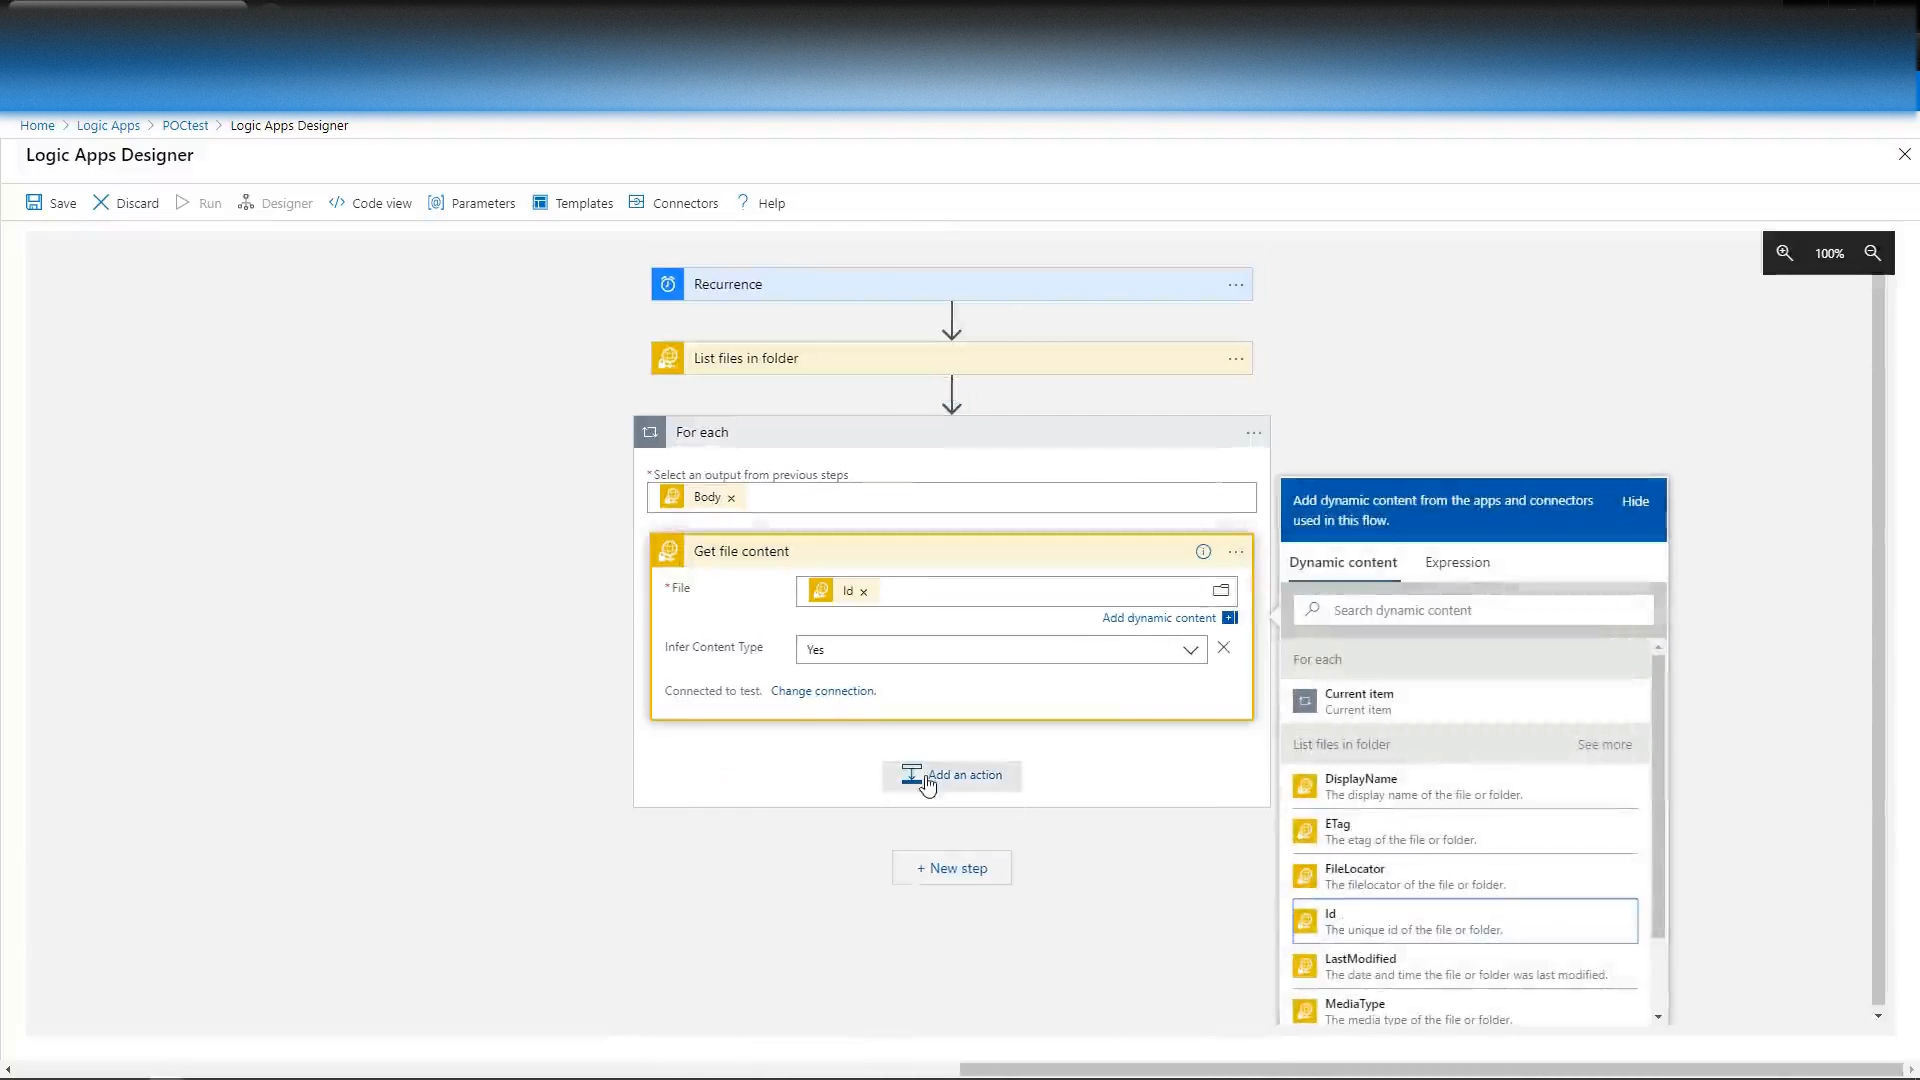 Home > Logic Apps > POCtest > Logic Apps Designer
Logic Apps Designer
Save Discard Run Designer </> Code view [@] Parameters Templates Connectors ? Help
100%
Recurrence ...
List files in folder ...
For each ...
* Select an output from previous steps
Body ×
Get file content ...
* File
Id ×
Add dynamic content +
Infer Content Type
Yes
Connected to test. Change connection.
Add an action
+ New step
Add dynamic content from the apps and connectors
used in this flow.
Hide
Dynamic content Expression
Search dynamic content
For each
Current item
Current item
List files in folder See more
DisplayName
The display name of the file or folder.
ETag
The etag of the file or folder.
FileLocator
The filelocator of the file or folder.
Id
The unique id of the file or folder.
LastModified
The date and time the file or folder was last modified.
MediaType
The media type of the file or folder.